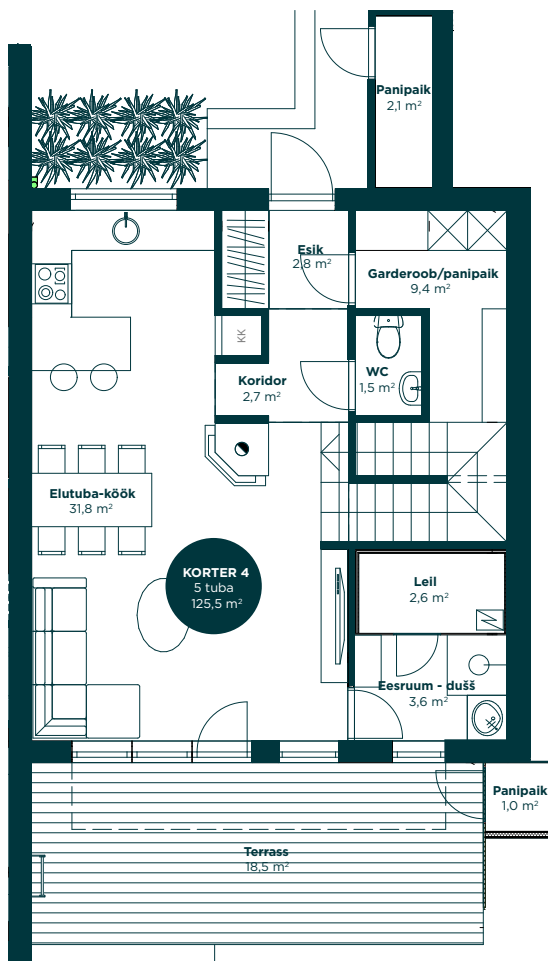 Panipaik
2,1 m²
Esik
2,8 m²
Garderoob/panipaik
9,4 m²
KK
WC
1,5 m²
Koridor
2,7 m²
Elutuba-köök
31,8 m²
KORTER 4
5 tuba
125,5 m²
Leil
2,6 m²
Eesruum - dušš
3,6 m²
Panipaik
1,0 m²
Terrass
18,5 m²